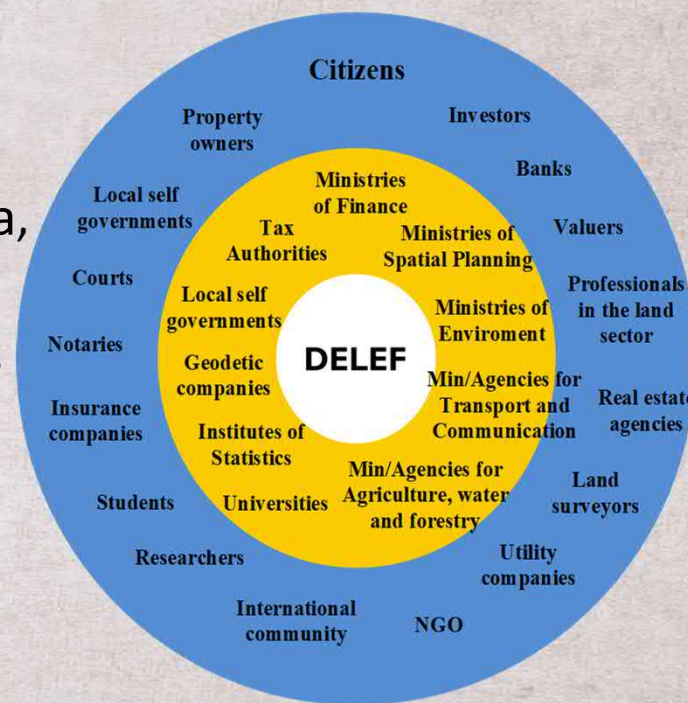 Citizens
Property
owners
Investors
Banks
Local self
governments
Valuers
Courts
Professionals
in the land
sector
Notaries
Insurance
companies
Real estate
agencies
Students
Land
surveyors
Researchers
Utility
companies
International
community
NGO
Ministries
of Finance
Tax
Authorities
Ministries of
Spatial Planning
Local self
governments
Ministries of
Enviroment
Geodetic
companies
Min/Agencies for
Transport and
Communication
Institutes of
Statistics
Universities
Min/Agencies for
Agriculture, water
and forestry
DELEF
a,